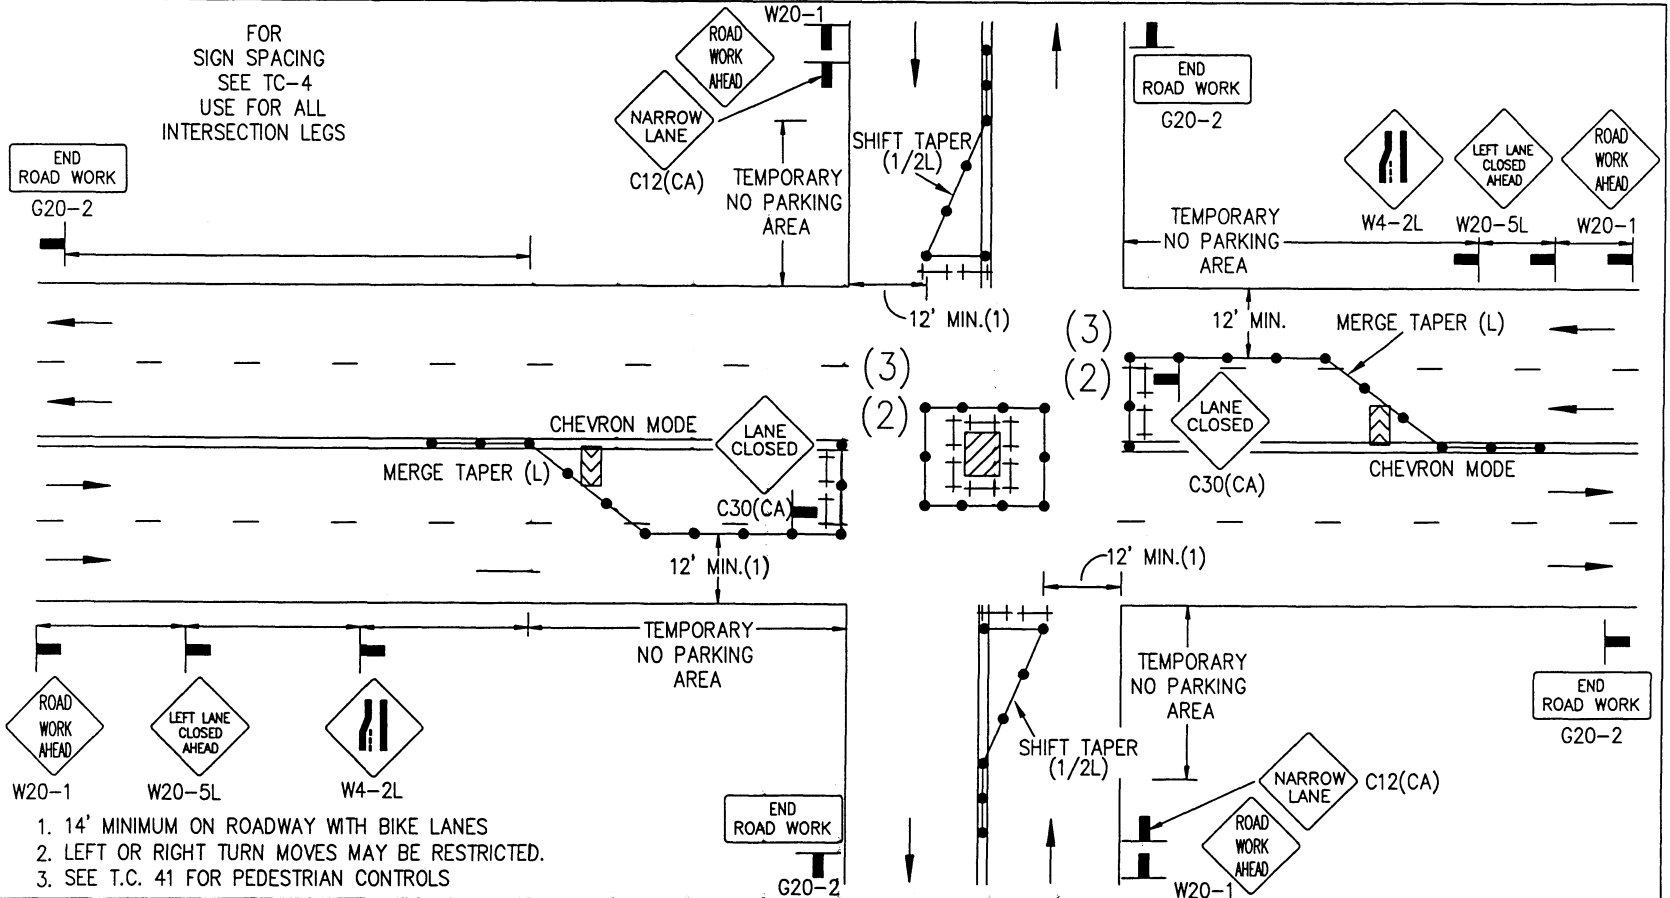 FOR
SIGN SPACING
SEE TC-4
USE FOR ALL
INTERSECTION LEGS
W20-1
ROAD
WORK
AHEAD
NARROW
LANE
C12(CA)
TEMPORARY
NO PARKING
AREA
SHIFT TAPER
(1/2L)
END
ROAD WORK
G20-2
END
ROAD WORK
G20-2
W4-2L
LEFT LANE
CLOSED
AHEAD
W20-5L
ROAD
WORK
AHEAD
W20-1
TEMPORARY
NO PARKING
AREA
12' MIN.(1)
12' MIN.
MERGE TAPER (L)
(3)
(2)
(3)
(2)
CHEVRON MODE
MERGE TAPER (L)
LANE
CLOSED
C30(CA)
LANE
CLOSED
C30(CA)
CHEVRON MODE
12' MIN.(1)
12' MIN.(1)
TEMPORARY
NO PARKING
AREA
ROAD
WORK
AHEAD
W20-1
LEFT LANE
CLOSED
AHEAD
W20-5L
W4-2L
TEMPORARY
NO PARKING
AREA
SHIFT TAPER
(1/2L)
END
ROAD WORK
G20-2
NARROW
LANE
C12(CA)
ROAD
WORK
AHEAD
W20-1
END
ROAD WORK
G20-2
1. 14' MINIMUM ON ROADWAY WITH BIKE LANES
2. LEFT OR RIGHT TURN MOVES MAY BE RESTRICTED.
3. SEE T.C. 41 FOR PEDESTRIAN CONTROLS